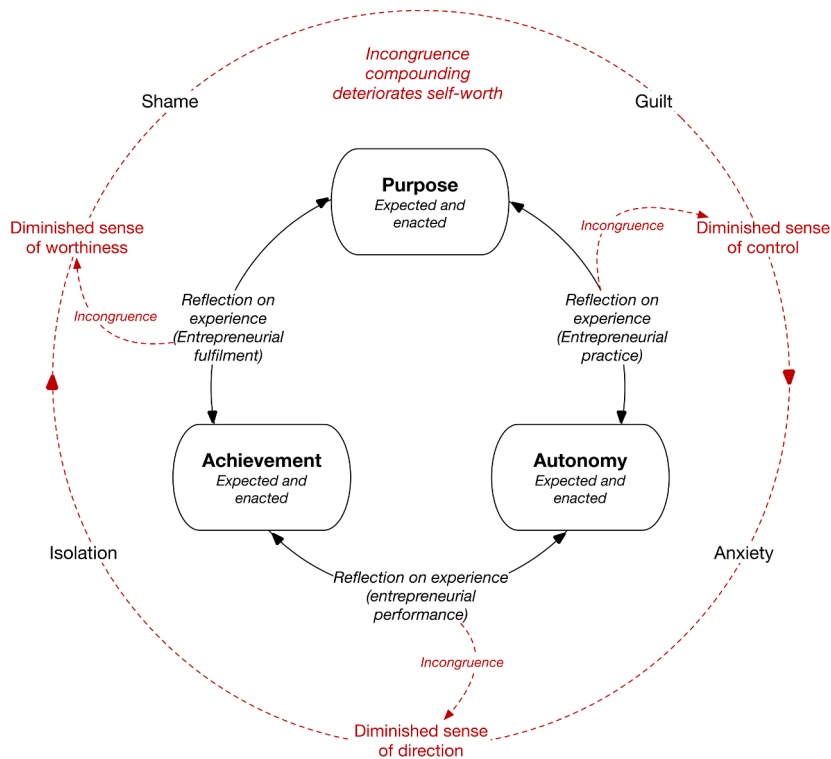 Incongruence
compounding
deteriorates self-worth
Shame
Guilt
Purpose
Expected and
enacted
Diminished sense
of worthiness
Incongruence
Diminished sense
of control
Reflection on
experience
(Entrepreneurial
fulfilment)
Incongruence
Reflection on
experience
(Entrepreneurial
practice)
Achievement
Expected and
enacted
Autonomy
Expected and
enacted
Isolation
Anxiety
Reflection on experience
(entrepreneurial
performance)
Incongruence
Diminished sense
of direction